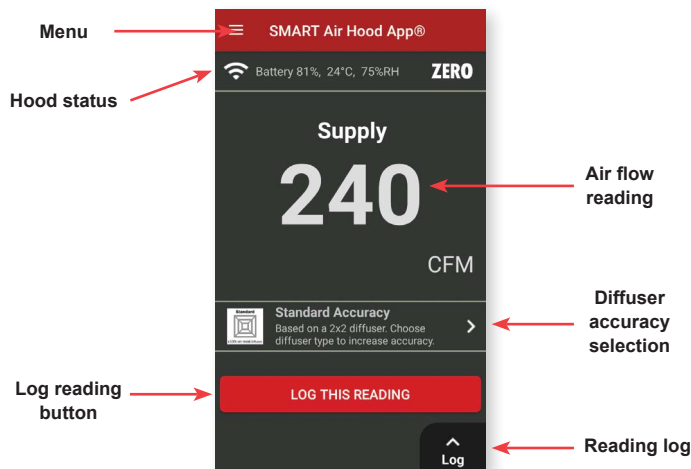 Menu
SMART Air Hood App®
Hood status
Battery 81%, 24°C, 75%RH
ZERO
Supply
240
CFM
Air flow
reading
Standard
Standard Accuracy
Based on a 2x2 diffuser. Choose
diffuser type to increase accuracy.
Diffuser
accuracy
selection
Log reading
button
LOG THIS READING
Log
Reading log